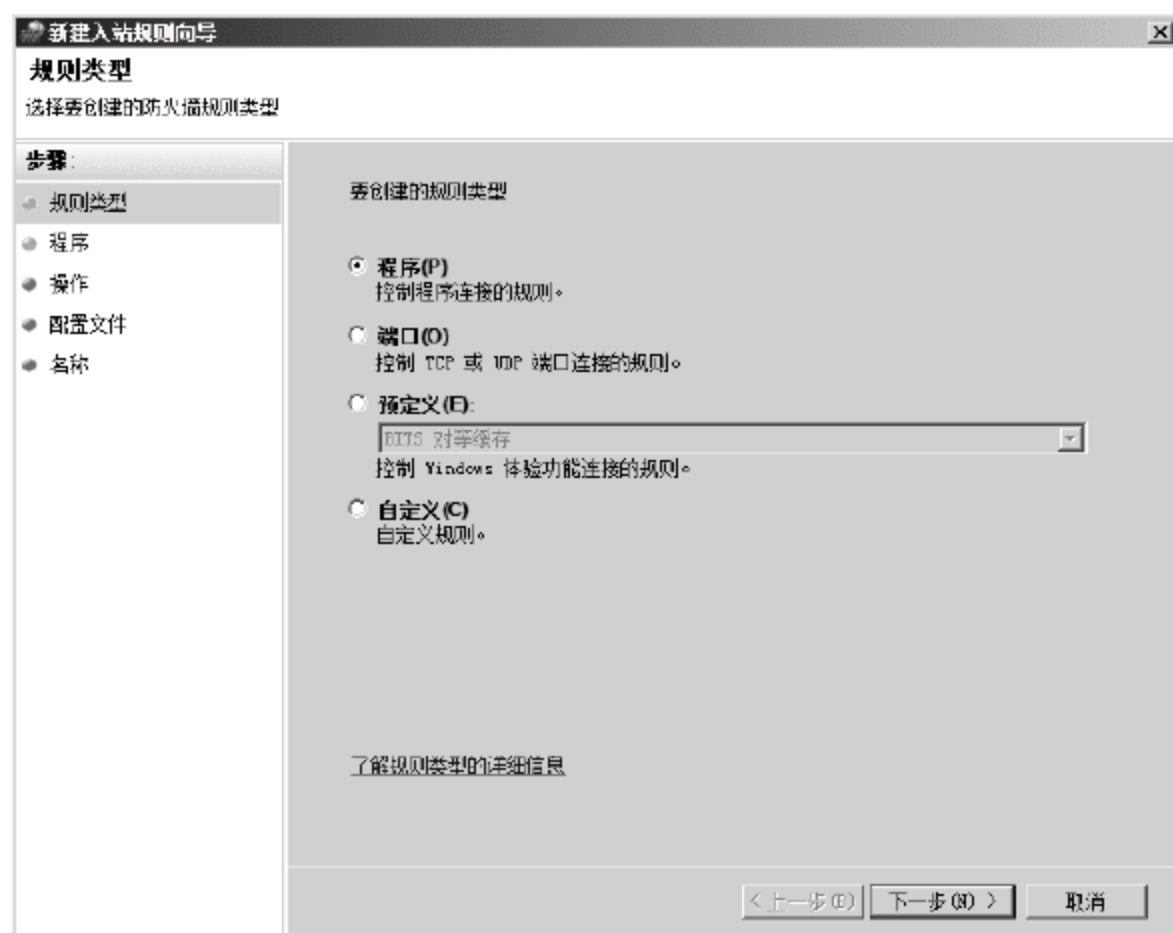 新建入站规则向导
规则类型
选择要创建的防火墙规则类型
步骤:
规则类型
程序
操作
配置文件
名称
要创建的规则类型
程序(P)
控制程序连接的规则。
端口(O)
控制 TCP 或 UDP 端口连接的规则。
预定义(E):
BITS 对等缓存
控制 Windows 体验功能连接的规则。
自定义(C)
自定义规则。
了解规则类型的详细信息
< 上一步(B) 下一步(N) > 取消